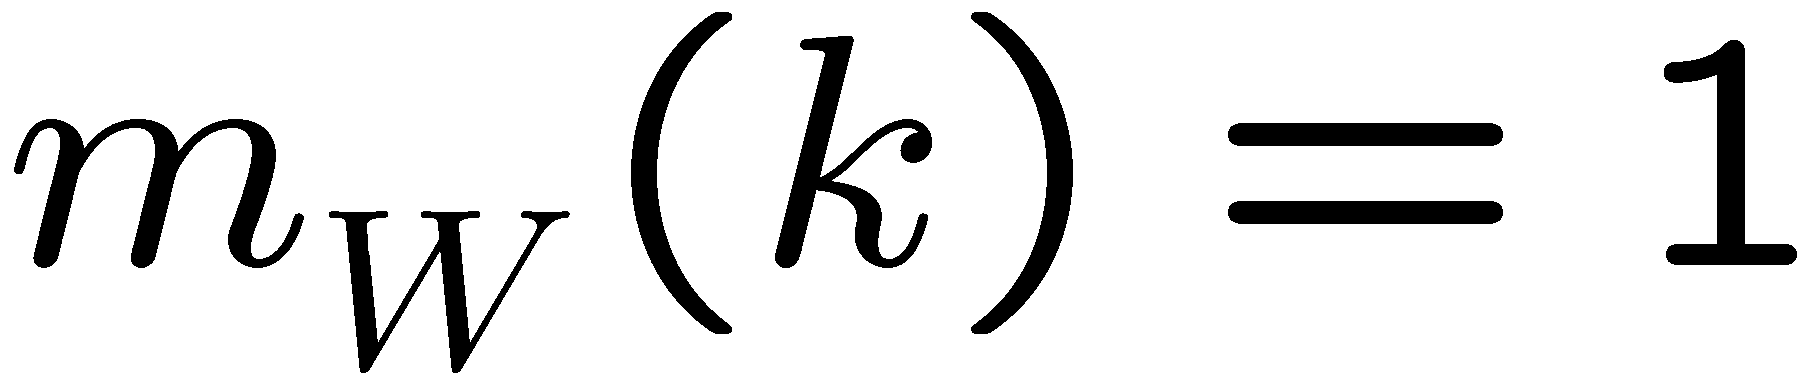 m_W(k) = 1